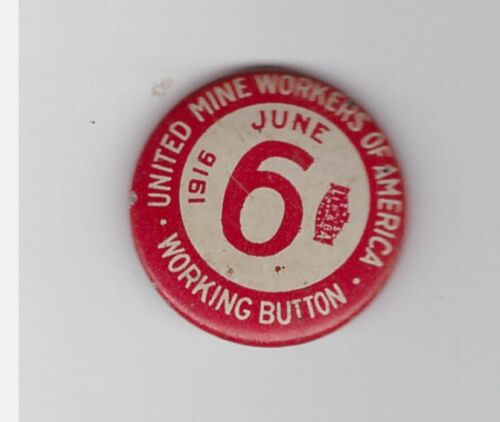 UNITED MINE WORKERS OF AMERICA
JUNE
1916
6
WORKING BUTTON